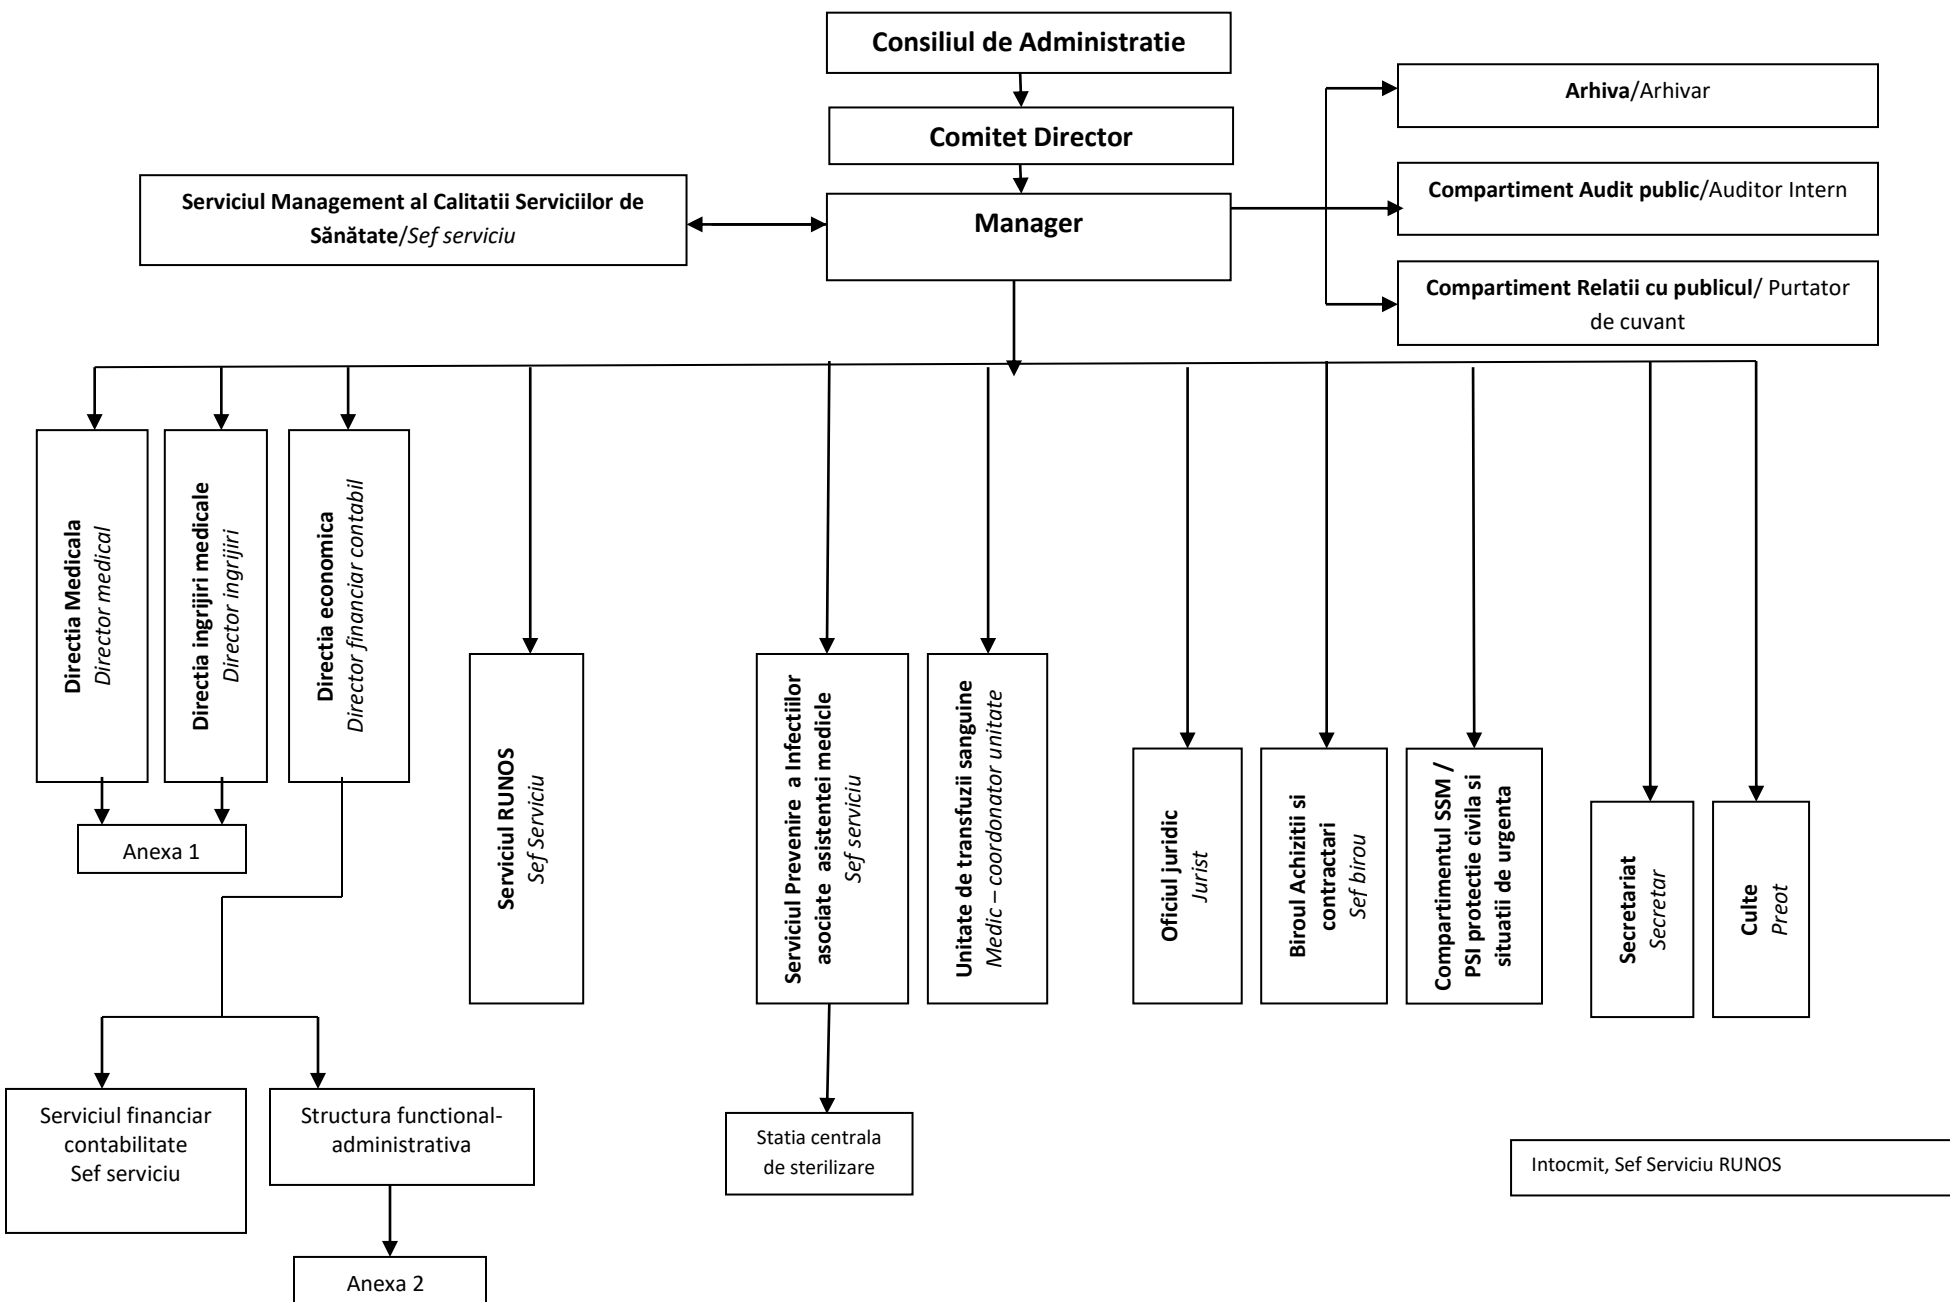 Consiliul de Administratie
Comitet Director
Manager
Serviciul Management al Calitatii Serviciilor de
Sănătate/Sef serviciu
Arhiva/Arhivar
Compartiment Audit public/Auditor Intern
Compartiment Relatii cu publicul/ Purtator
de cuvant
Directia Medicala
Director medical
Directia ingrijiri medicale
Director ingrijiri
Directia economica
Director financiar contabil
Serviciul RUNOS
Sef Serviciu
Serviciul Prevenire a Infectiilor
asociate asistentei medicle
Sef serviciu
Unitate de transfuzii sanguine
Medic – coordonator unitate
Oficiul juridic
Jurist
Biroul Achizitii si
contractari
Sef birou
Compartimentul SSM /
PSI protectie civila si
situatii de urgenta
Secretariat
Secretar
Culte
Preot
Anexa 1
Serviciul financiar
contabilitate
Sef serviciu
Structura functional-
administrativa
Anexa 2
Statia centrala
de sterilizare
Intocmit, Sef Serviciu RUNOS